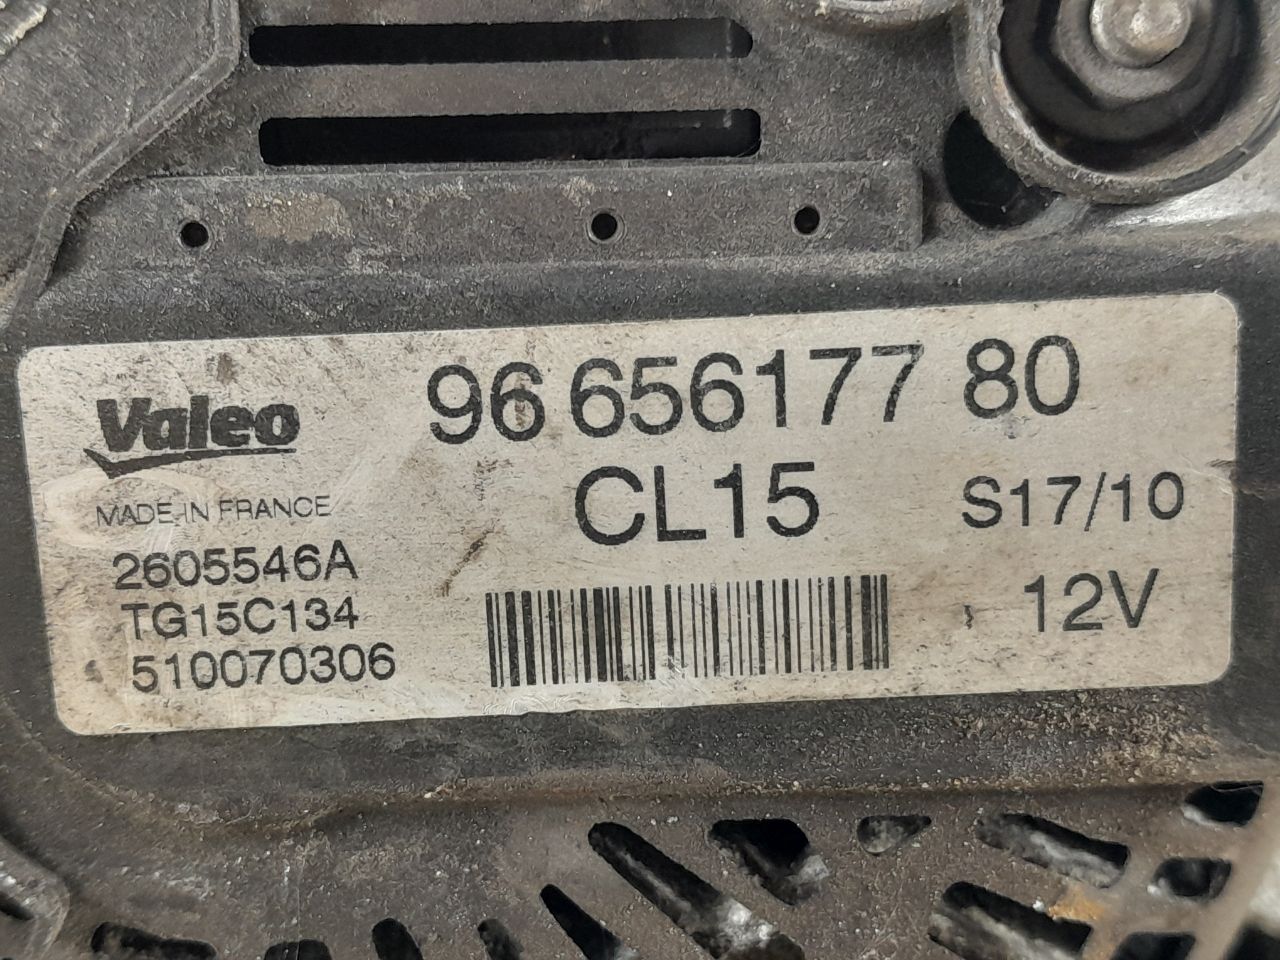 Valeo
96 656177 80
MADE IN FRANCE
CL15
S17/10
2605546A
TG15C134
12V
510070306